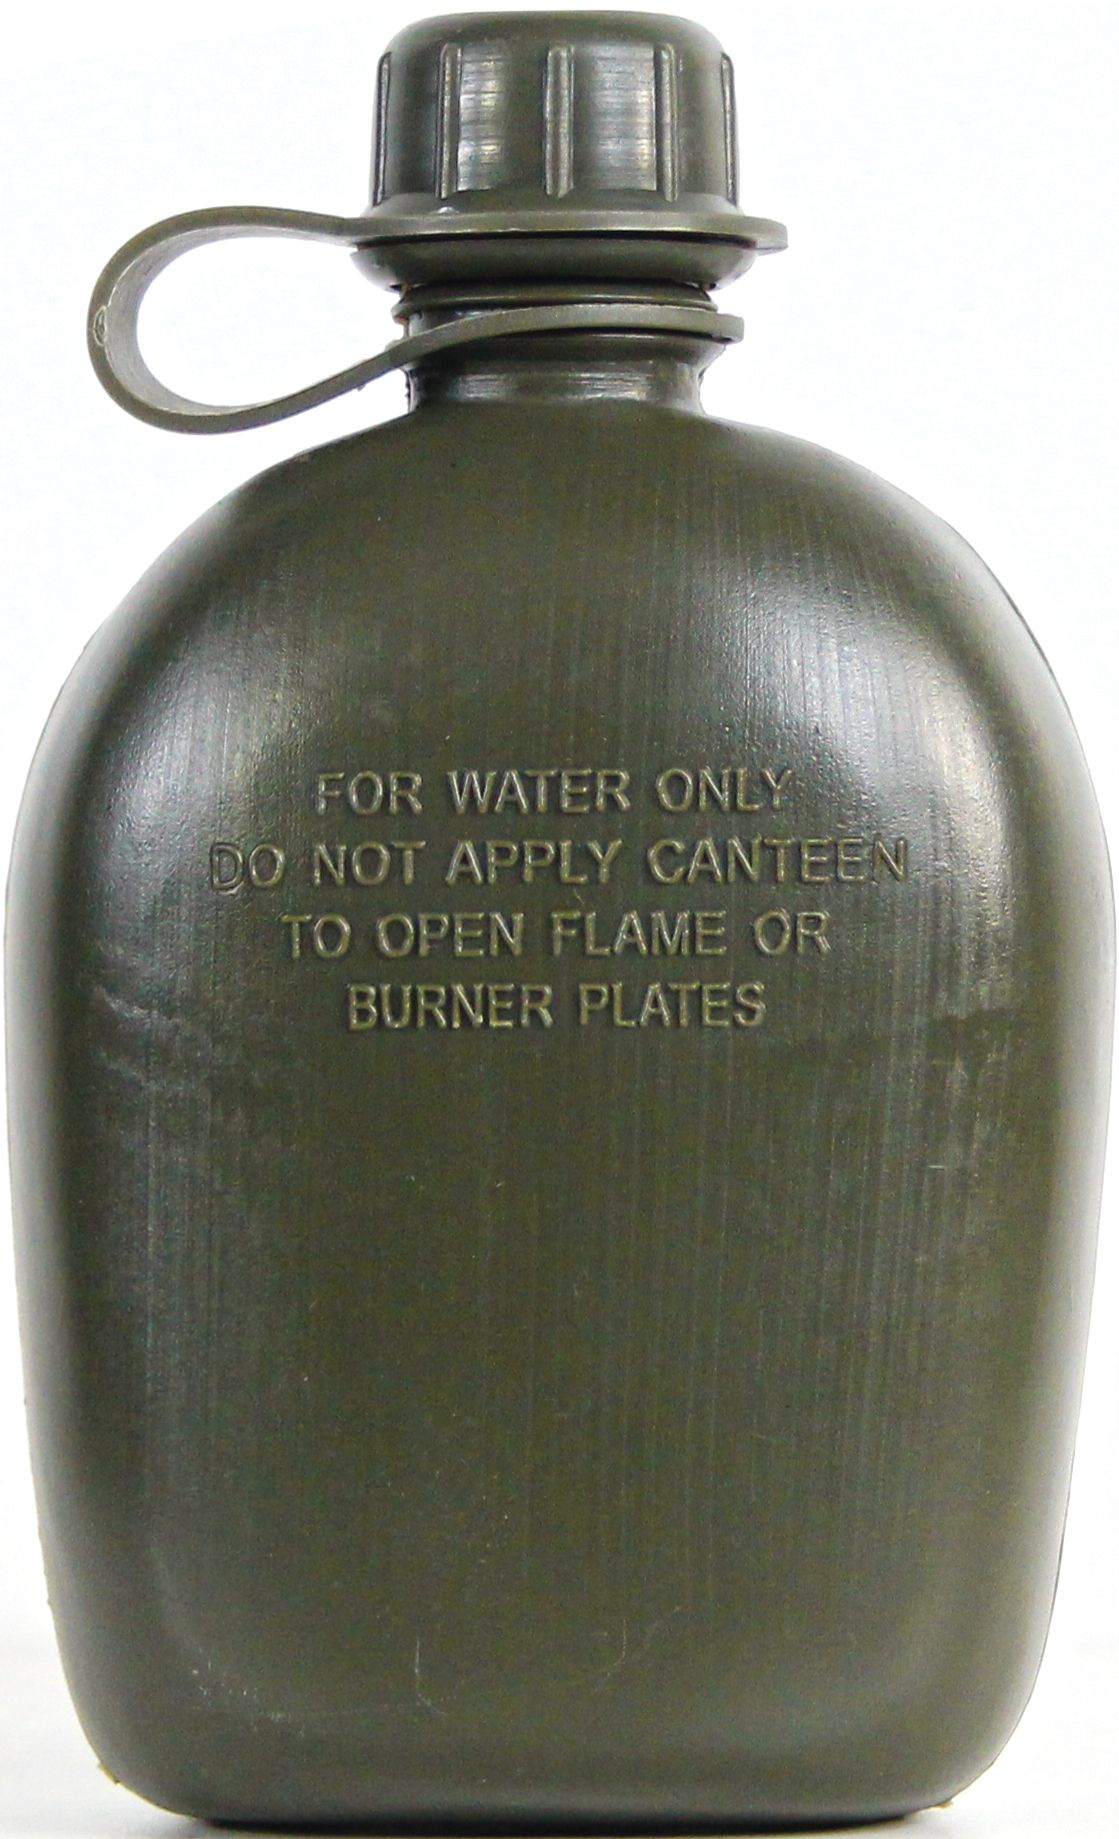 FOR WATER ONLY
DO NOT APPLY CANTEEN
TO OPEN FLAME OR
BURNER PLATES